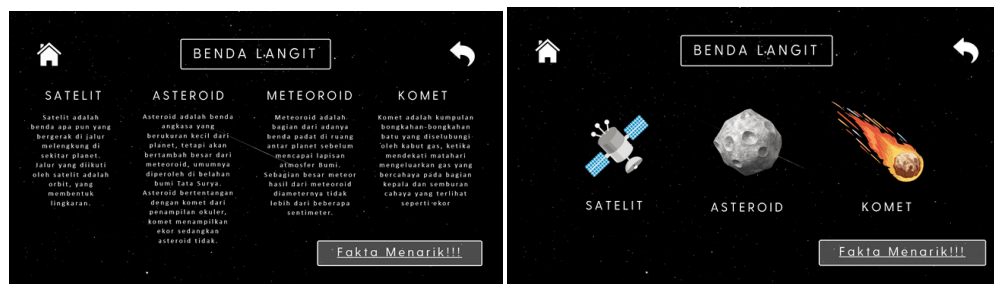 BENDA LANGIT
SATELIT
Satelit adalah
benda apa pun yang
bergerak di jalur
melengkung di
sekitar planet.
Jalur yang diikuti
oleh satelit adalah
orbit, yang
membentuk
lingkaran.
ASTEROID
Asteroid adalah benda
angkasa yang
berukuran kecil dari
planet, tetapi akan
bertambah besar dari
meteoroid, umumnya
diperoleh di belahan
bumi Tata Surya.
Asteroid bertentangan
dengan komet dari
penampilan okuler,
komet menampilkan
ekor sedangkan
asteroid tidak.
METEOROID
Meteoroid adalah
bagian dari adanya
benda padat di ruang
antar planet sebelum
mencapai lapisan
atmosfer Bumi.
Sebagian besar meteor
hasil dari meteoroid
diameternya tidak
lebih dari beberapa
sentimeter.
KOMET
Komet adalah kumpulan
bongkahan-bongkahan
batu yang diselubungi
oleh kabut gas, ketika
mendekati matahari
mengeluarkan gas yang
bercahaya pada bagian
kepala dan semburan
cahaya yang terlihat
seperti ekor
Fakta Menarik!!!
BENDA LANGIT
SATELIT
ASTEROID
KOMET
Fakta Menarik!!!